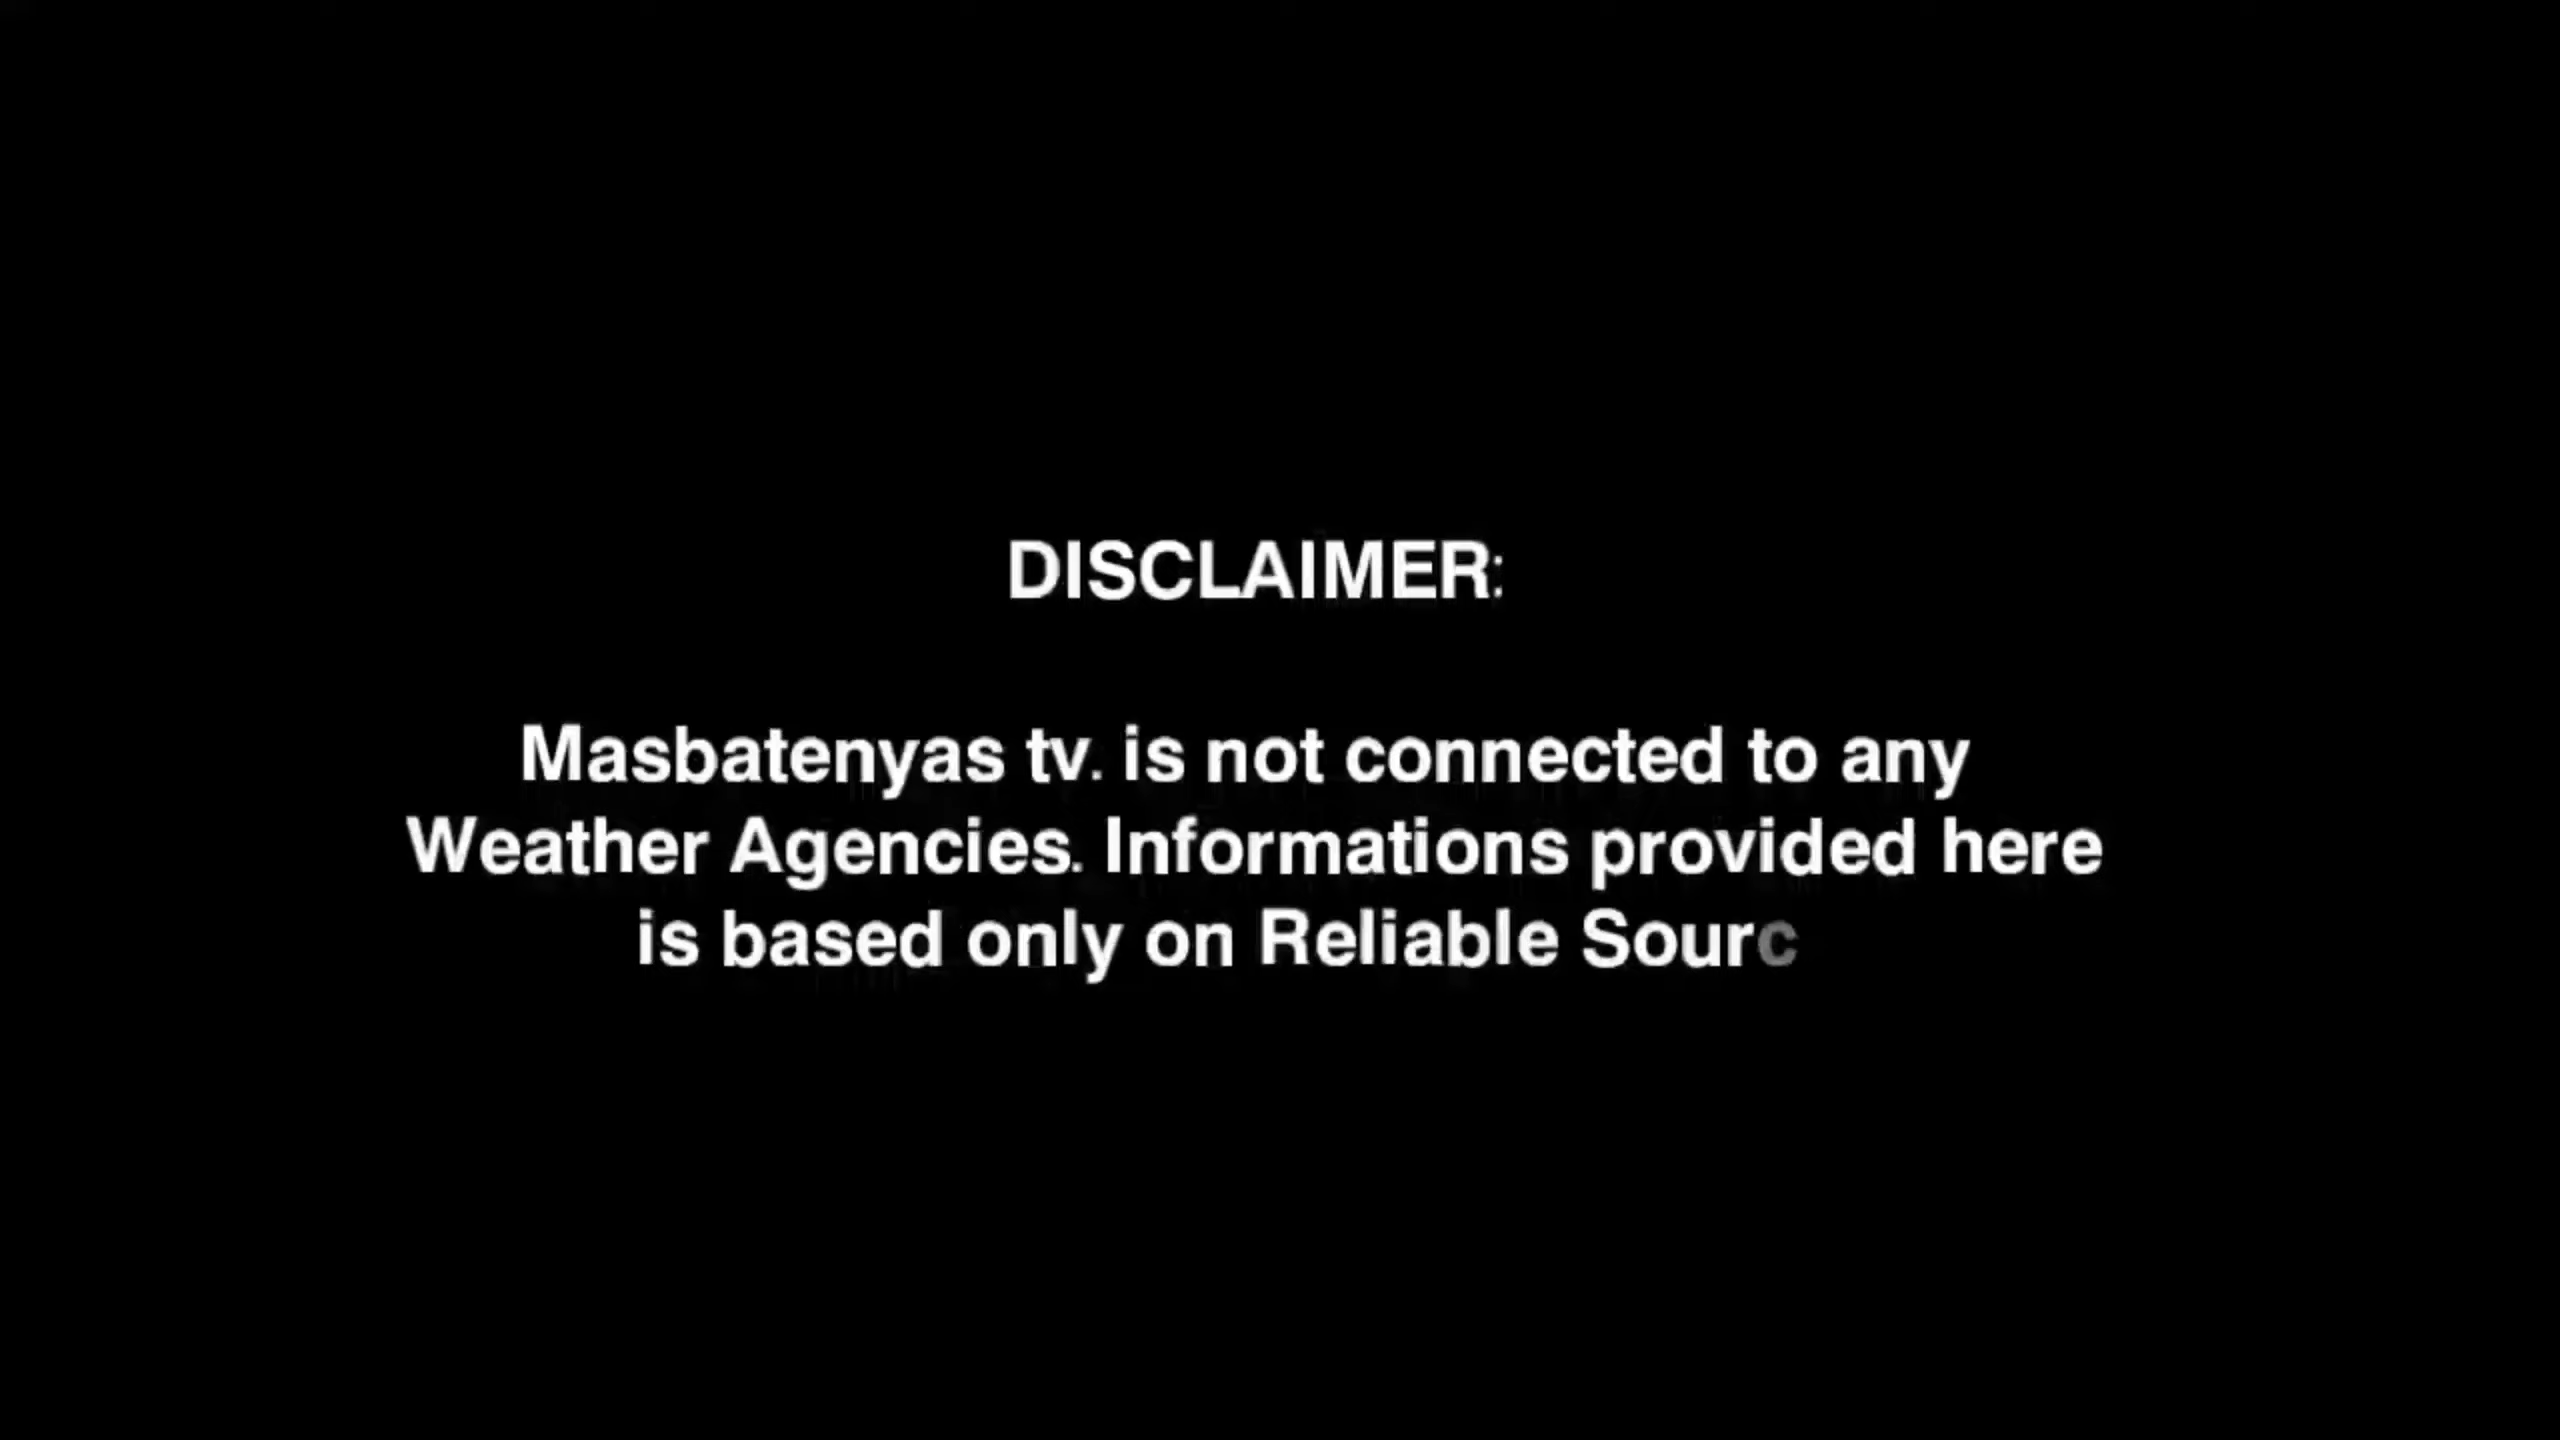 DISCLAIMER:
Masbatenyas tv. is not connected to any
Weather Agencies. Informations provided here
is based only on Reliable Sourc